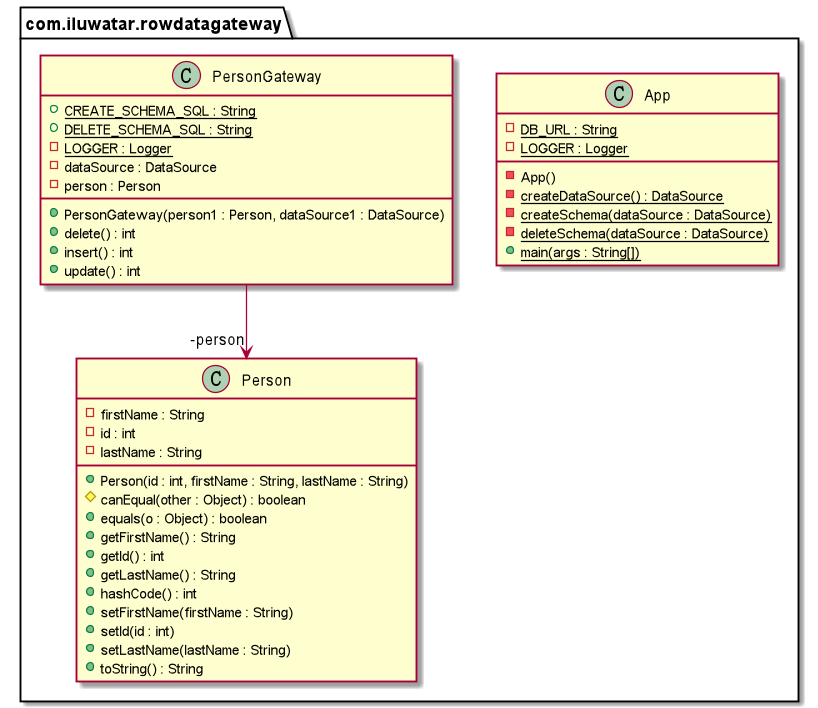 com.iluwatar.rowdatagateway
C PersonGateway
CREATE_SCHEMA_SQL : String
DELETE_SCHEMA_SQL : String
LOGGER : Logger
dataSource : DataSource
person : Person
PersonGateway(person1 : Person, dataSource1 : DataSource)
delete() : int
insert() : int
update() : int
C App
DB_URL : String
LOGGER : Logger
App()
createDataSource() : DataSource
createSchema(dataSource : DataSource)
deleteSchema(dataSource : DataSource)
main(args : String[])
-person
C Person
firstName : String
id : int
lastName : String
Person(id : int, firstName : String, lastName : String)
canEqual(other : Object) : boolean
equals(o : Object) : boolean
getFirstName() : String
getId() : int
getLastName() : String
hashCode() : int
setFirstName(firstName : String)
setId(id : int)
setLastName(lastName : String)
toString() : String